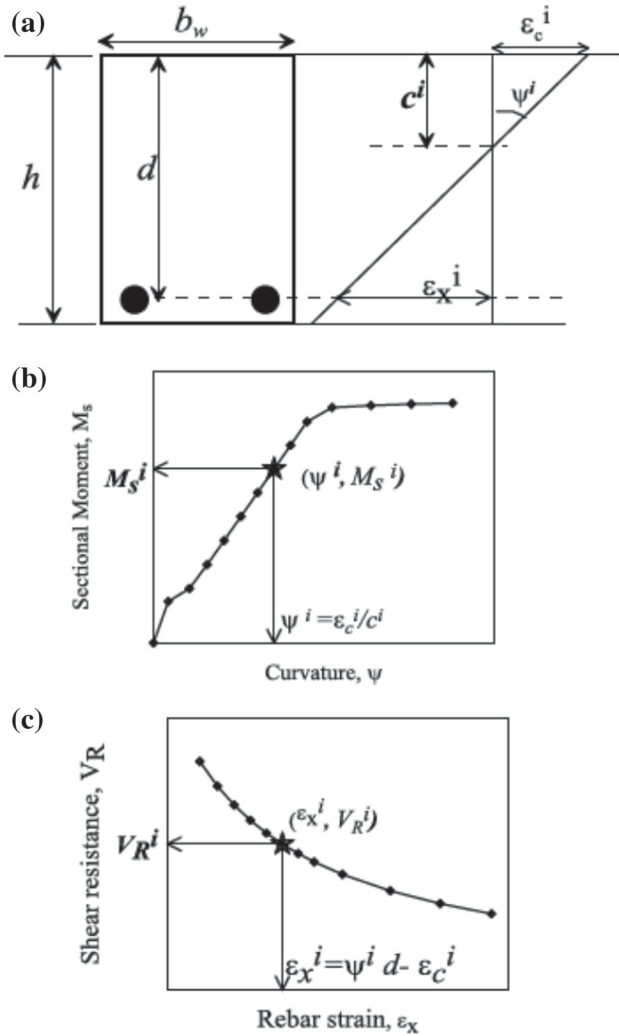 (a)
b_w
ε_c^i
c^i
ψ^i
h
d
ε_x^i
(b)
Sectional Moment, M_s
M_s^i
(ψ^i, M_s^i)
ψ^i =ε_c^i/c^i
Curvature, ψ
(c)
Shear resistance, V_R
V_R^i
(ε_x^i, V_R^i)
ε_x^i=ψ^i d- ε_c^i
Rebar strain, ε_x